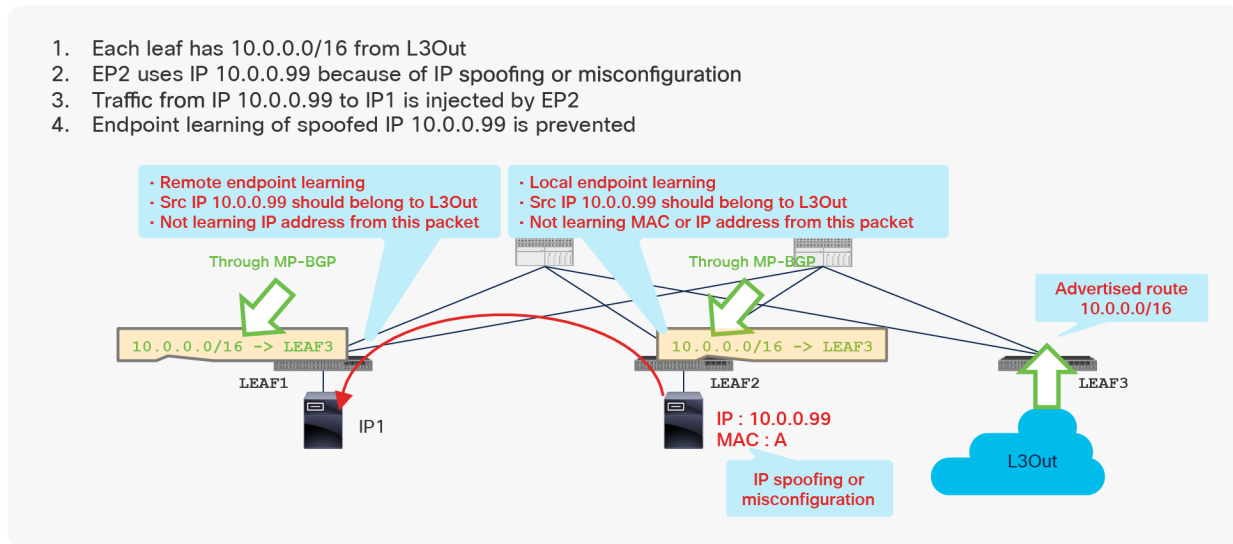 1. Each leaf has 10.0.0.0/16 from L3Out
2. EP2 uses IP 10.0.0.99 because of IP spoofing or misconfiguration
3. Traffic from IP 10.0.0.99 to IP1 is injected by EP2
4. Endpoint learning of spoofed IP 10.0.0.99 is prevented
· Remote endpoint learning
· Src IP 10.0.0.99 should belong to L3Out
· Not learning IP address from this packet
· Local endpoint learning
· Src IP 10.0.0.99 should belong to L3Out
· Not learning MAC or IP address from this packet
Through MP-BGP
Through MP-BGP
Advertised route
10.0.0.0/16
10.0.0.0/16 -> LEAF3
10.0.0.0/16 -> LEAF3
LEAF1
LEAF2
LEAF3
IP1
IP : 10.0.0.99
MAC : A
L3Out
IP spoofing or
misconfiguration